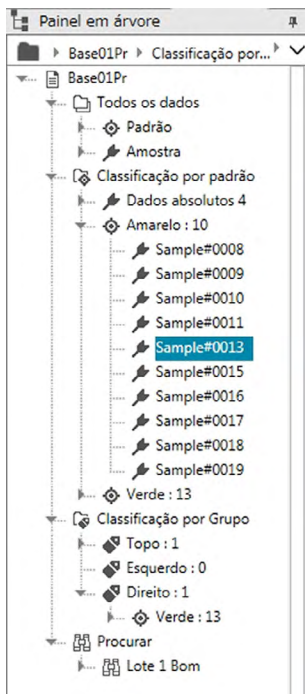 Painel em árvore
Base01Pr Classificação por...
Base01Pr
Todos os dados
Padrão
Amostra
Classificação por padrão
Dados absolutos 4
Amarelo : 10
Sample#0008
Sample#0009
Sample#0010
Sample#0011
Sample#0013
Sample#0015
Sample#0016
Sample#0017
Sample#0018
Sample#0019
Verde : 13
Classificação por Grupo
Topo : 1
Esquerdo : 0
Direito : 1
Verde : 13
Procurar
Lote 1 Bom